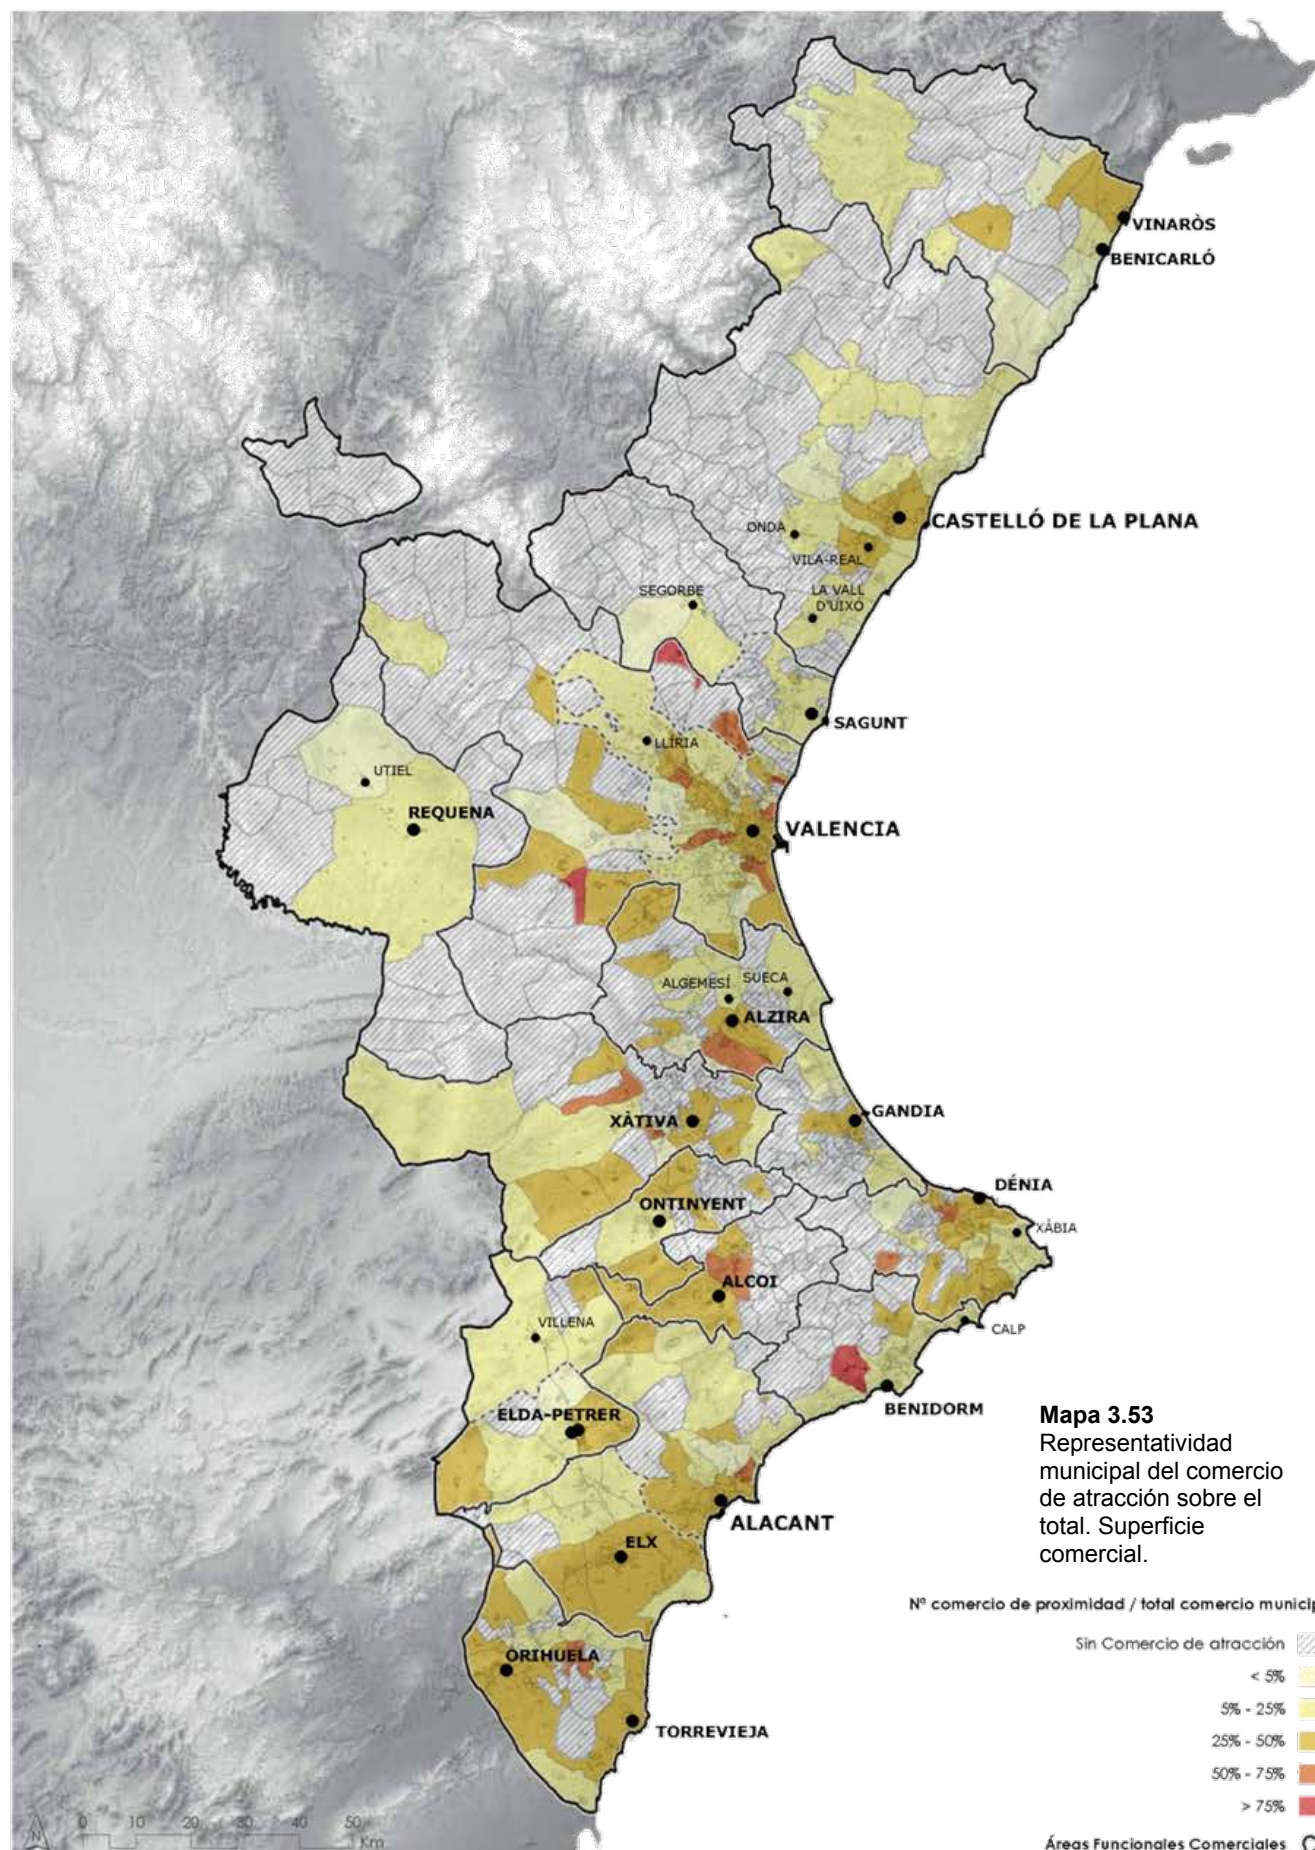 VINARÒS
BENICARLÓ
CASTELLÓ DE LA PLANA
ONDA
VILA-REAL
SEGORBE
LA VALL
D'UIXÓ
SAGUNT
LLÍRIA
UTIEL
REQUENA
VALENCIA
ALGEMESÍ
SUECA
ALZIRA
GANDIA
XÀTIVA
DÉNIA
ONTINYENT
XÀBIA
ALCOI
VILLENA
CALP
BENIDORM
ELDA-PETRER
Mapa 3.53
Representatividad
municipal del comercio
de atracción sobre el
total. Superficie
comercial.
ALACANT
ELX
Nª comercio de proximidad / total comercio municip
Sin Comercio de atracción
< 5%
5% - 25%
25% - 50%
50% - 75%
> 75%
Áreas Funcionales Comerciales
ORIHUELA
TORREVIEJA
N
0 10 20 30 40 50
Km